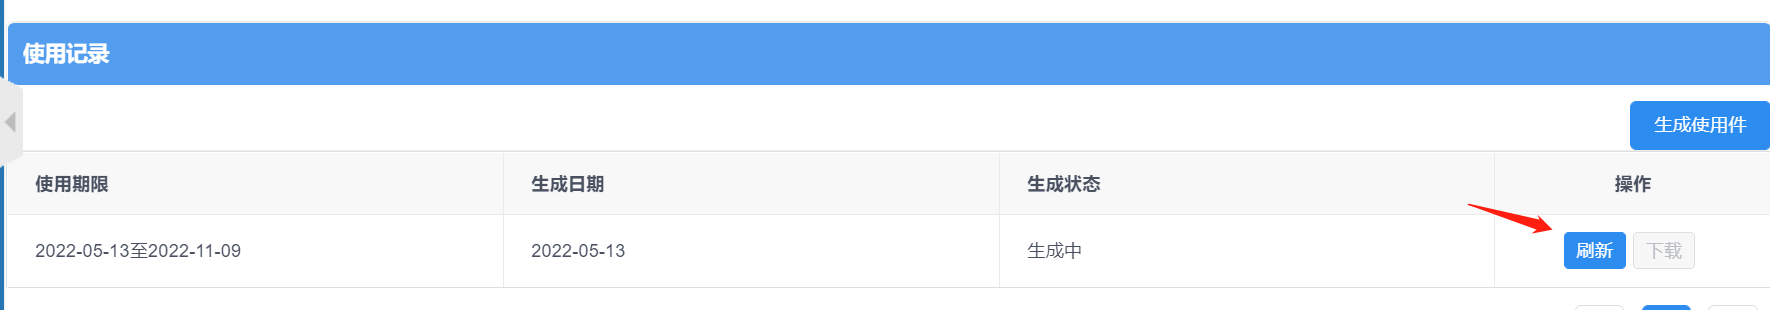 使用记录
生成使用件
使用期限 生成日期 生成状态 操作
2022-05-13至2022-11-09 2022-05-13 生成中 刷新 下载